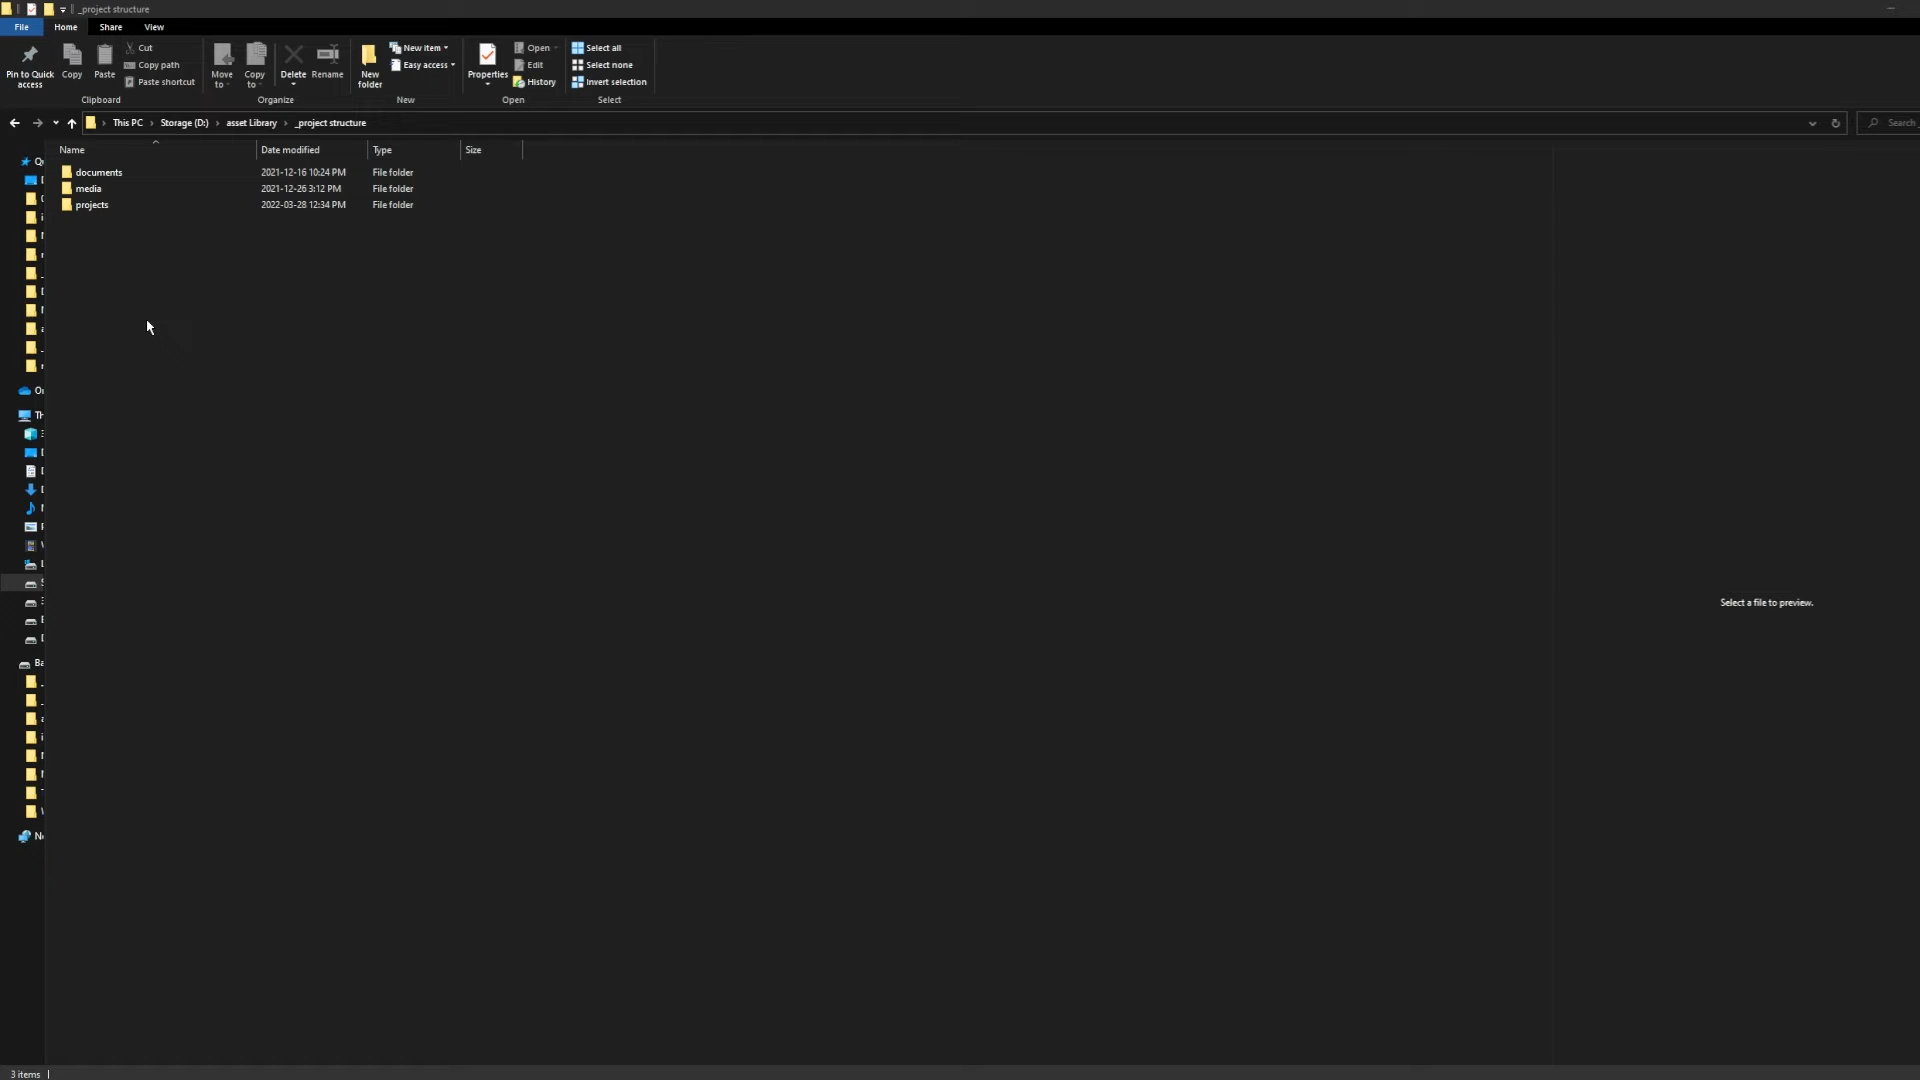 _project structure
File Home Share View
Pin to Quick access
Copy
Paste
Cut
Copy path
Paste shortcut
Clipboard
Move to
Copy to
Delete
Rename
Organize
New folder
New item
Easy access
New
Properties
Open
Edit
History
Open
Select all
Select none
Invert selection
Select
This PC > Storage (D:) > asset Library > _project structure
Search
Name Date modified Type Size
documents 2021-12-16 10:24 PM File folder
media 2021-12-26 3:12 PM File folder
projects 2022-03-28 12:34 PM File folder
Select a file to preview.
3 items